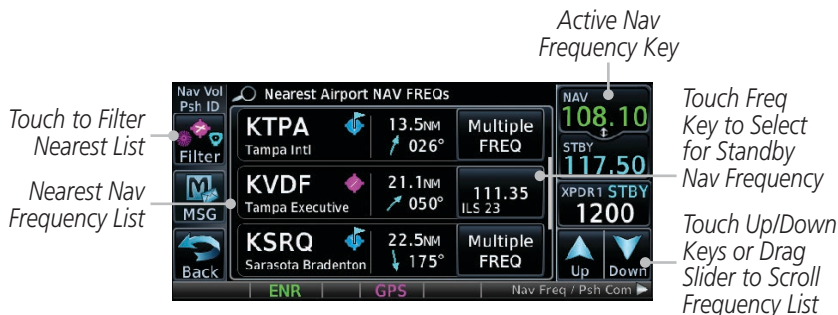 Active Nav
Frequency Key
Touch to Filter
Nearest List
Nearest Nav
Frequency List
Nav Vol
Psh ID
Filter
MSG
Back
Nearest Airport NAV FREQs
KTPA
Tampa Intl
13.5NM
026°
Multiple
FREQ
KVDF
Tampa Executive
21.1NM
050°
111.35
ILS 23
KSRQ
Sarasota Bradenton
22.5NM
175°
Multiple
FREQ
ENR GPS Nav Freq / Psh Com
NAV
108.10
STBY
117.50
XPDR1 STBY
1200
Up Down
Touch Freq
Key to Select
for Standby
Nav Frequency
Touch Up/Down
Keys or Drag
Slider to Scroll
Frequency List